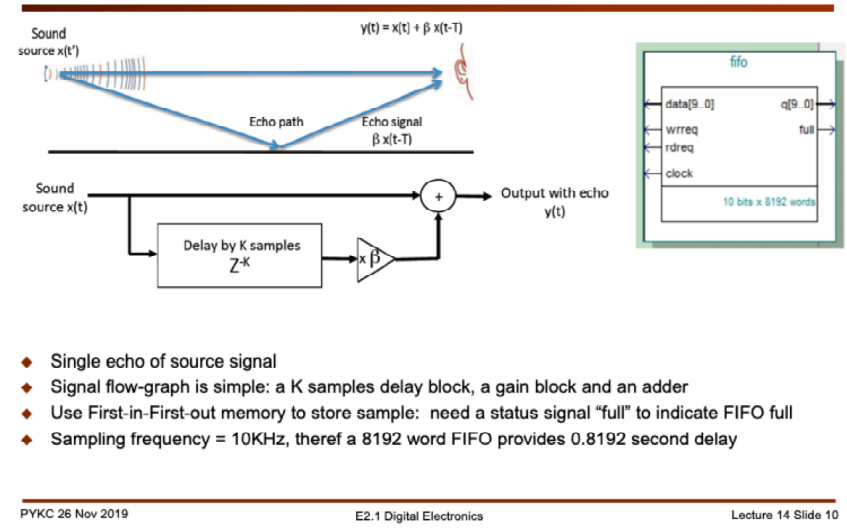 y(t) = x(t) + β x(t-T)
Sound
source x(t')
Echo path
Echo signal
β x(t-T)
fifo
data[9..0]
q[9..0]
wrreq
full
rdreq
clock
10 bits x 8192 words
Sound
source x(t)
+
Output with echo
y(t)
Delay by K samples
Z-K
x β
Single echo of source signal
Signal flow-graph is simple: a K samples delay block, a gain block and an adder
Use First-in-First-out memory to store sample: need a status signal “full” to indicate FIFO full
Sampling frequency = 10KHz, theref a 8192 word FIFO provides 0.8192 second delay
PYKC 26 Nov 2019
E2.1 Digital Electronics
Lecture 14 Slide 10